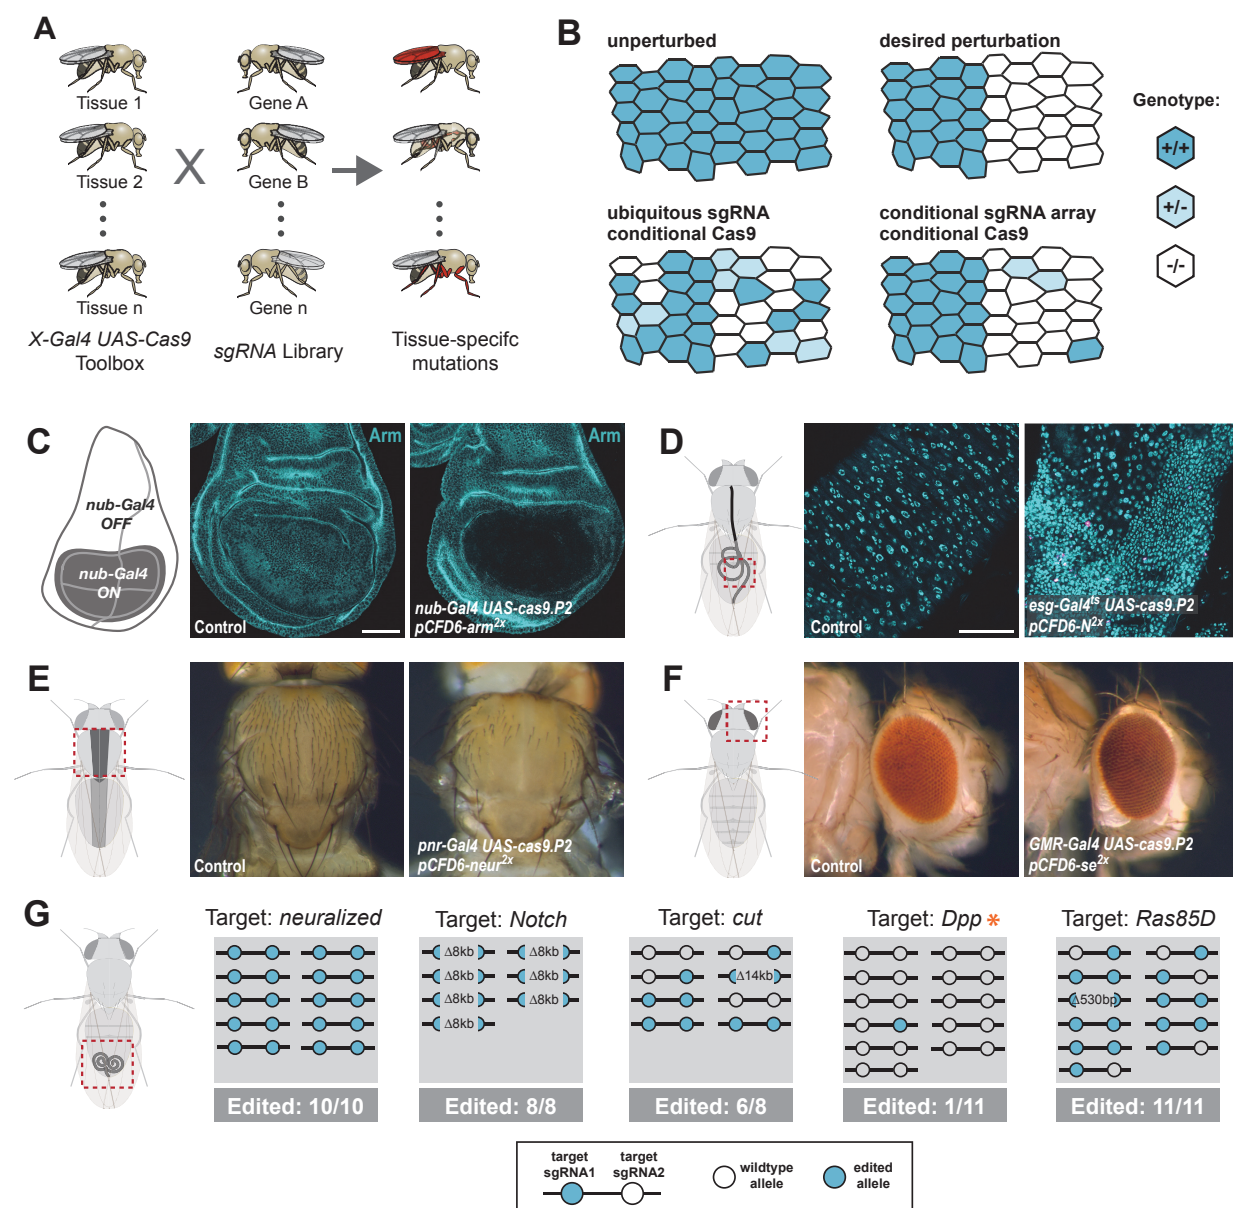 A
Tissue 1
Gene A
Tissue 2
X
Gene B
Tissue n
Gene n
X-Gal4 UAS-Cas9
Toolbox
sgRNA Library
Tissue-specifc
mutations
B
unperturbed
desired perturbation
ubiquitous sgRNA
conditional Cas9
conditional sgRNA array
conditional Cas9
Genotype:
+/+
+/-
-/-
C
nub-Gal4
OFF
nub-Gal4
ON
Arm
Control
Arm
nub-Gal4 UAS-cas9.P2
pCFD6-arm2x
D
Control
esg-Gal4ts UAS-cas9.P2
pCFD6-N2x
E
Control
pnr-Gal4 UAS-cas9.P2
pCFD6-neur2x
F
Control
GMR-Gal4 UAS-cas9.P2
pCFD6-se2x
G
Target: neuralized
Edited: 10/10
Target: Notch
Δ8kb Δ8kb
Δ8kb Δ8kb
Δ8kb Δ8kb
Δ8kb
Edited: 8/8
Target: cut
Δ14kb
Edited: 6/8
Target: Dpp *
Edited: 1/11
Target: Ras85D
Δ530bp
Edited: 11/11
target
sgRNA1
target
sgRNA2
wildtype
allele
edited
allele